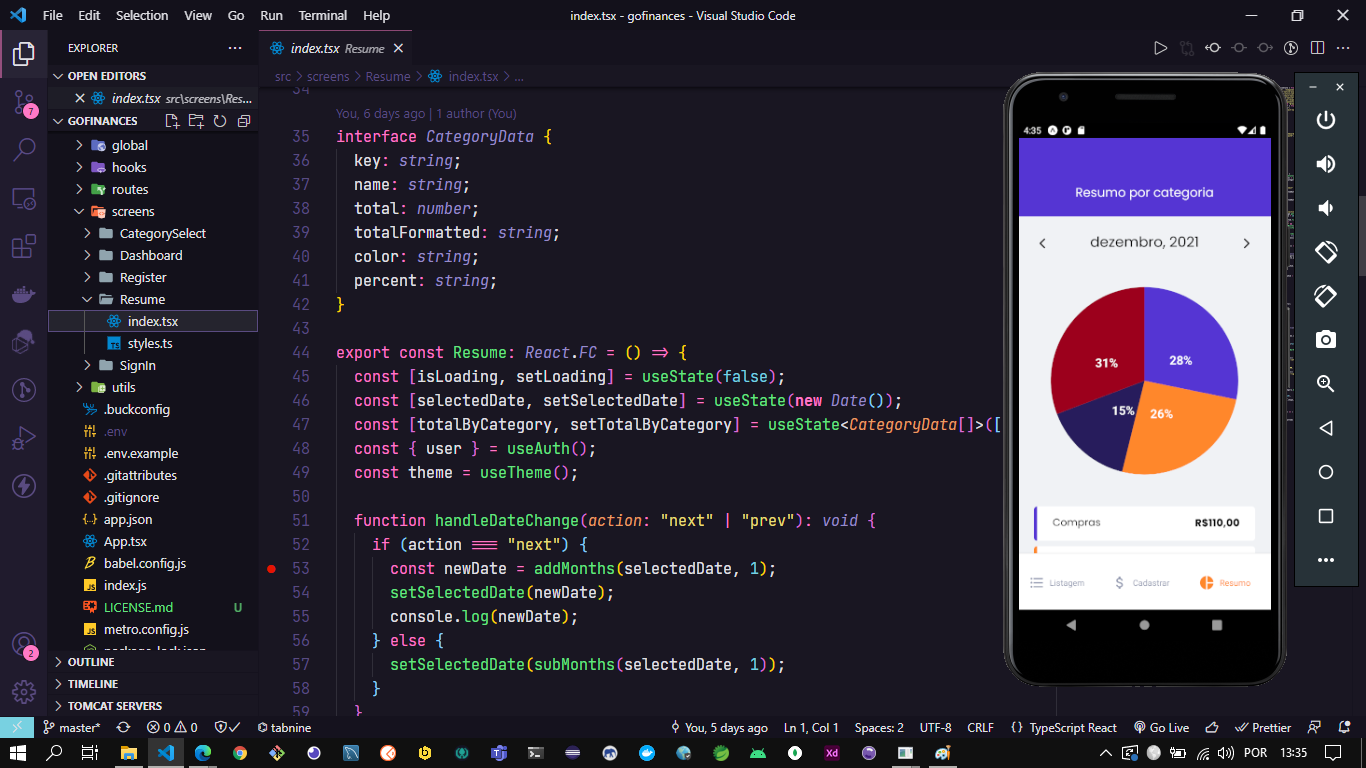 File Edit Selection View Go Run Terminal Help
index.tsx - gofinances - Visual Studio Code
EXPLORER
OPEN EDITORS
index.tsx src\screens\Res...
GOFINANCES
global
hooks
routes
screens
CategorySelect
Dashboard
Register
Resume
index.tsx
styles.ts
SignIn
utils
.buckconfig
.env
.env.example
.gitattributes
.gitignore
app.json
App.tsx
babel.config.js
index.js
LICENSE.md U
metro.config.js
package-lock.json
OUTLINE
TIMELINE
TOMCAT SERVERS
7
2
index.tsx Resume
src > screens > Resume > index.tsx > ...
34
You, 6 days ago | 1 author (You)
35 interface CategoryData {
36 key: string;
37 name: string;
38 total: number;
39 totalFormatted: string;
40 color: string;
41 percent: string;
42 }
43
44 export const Resume: React.FC = () => {
45 const [isLoading, setLoading] = useState(false);
46 const [selectedDate, setSelectedDate] = useState(new Date());
47 const [totalByCategory, setTotalByCategory] = useState<CategoryData[]>([
48 const { user } = useAuth();
49 const theme = useTheme();
50
51 function handleDateChange(action: "next" | "prev"): void {
52 if (action === "next") {
53 const newDate = addMonths(selectedDate, 1);
54 setSelectedDate(newDate);
55 console.log(newDate);
56 } else {
57 setSelectedDate(subMonths(selectedDate, 1));
58 }
59 }
4:35
Resumo por categoria
dezembro, 2021
31%
28%
15%
26%
Compras R$110,00
Listagem $ Cadastrar Resumo
master* 0 0 tabnine
You, 5 days ago Ln 1, Col 1 Spaces: 2 UTF-8 CRLF {} TypeScript React Go Live Prettier
POR 13:35